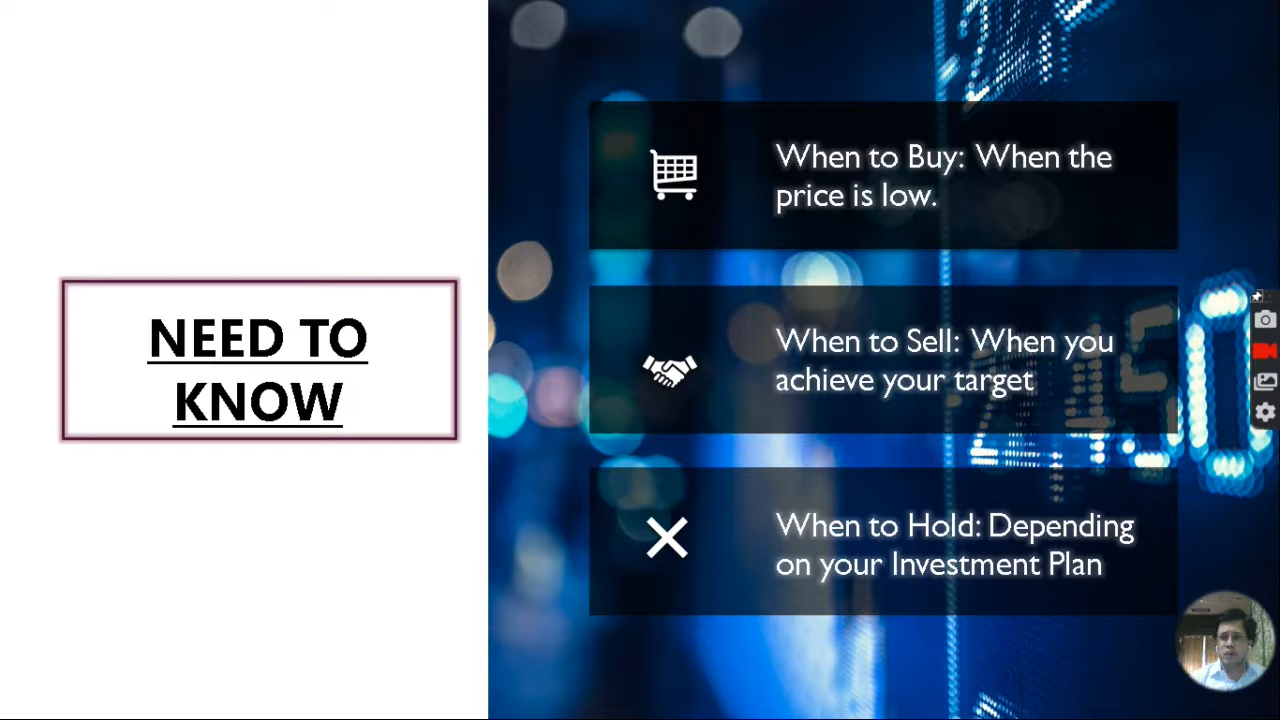 NEED TO
KNOW
When to Buy: When the
price is low.
When to Sell: When you
achieve your target
When to Hold: Depending
on your Investment Plan
450